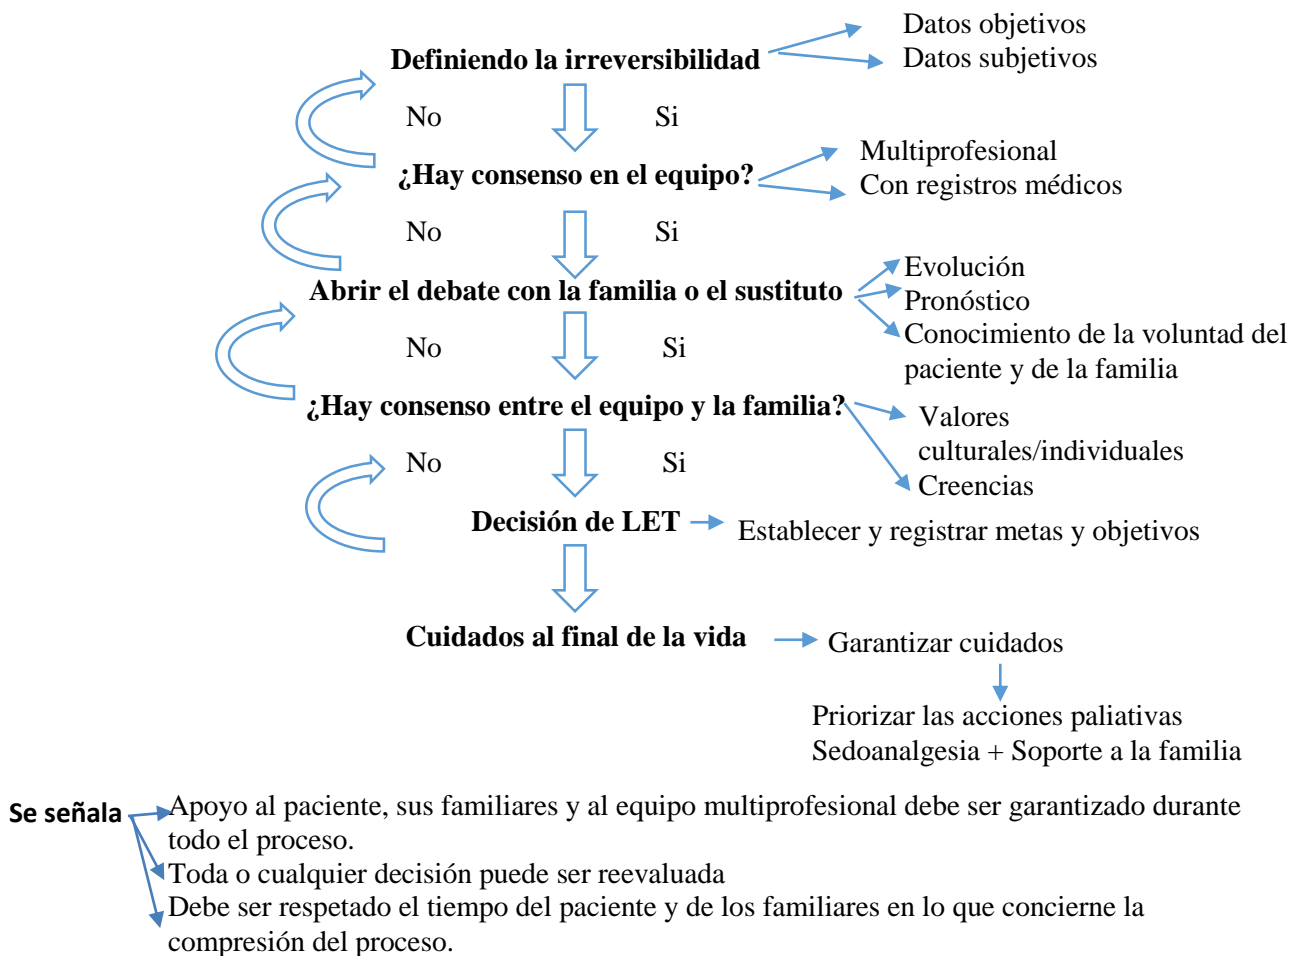 Datos objetivos
Definiendo la irreversibilidad
Datos subjetivos
No
Si
¿Hay consenso en el equipo?
Multiprofesional
Con registros médicos
No
Si
Abrir el debate con la familia o el sustituto
Evolución
Pronóstico
Conocimiento de la voluntad del
paciente y de la familia
No
Si
¿Hay consenso entre el equipo y la familia?
Valores
culturales/individuales
Creencias
No
Si
Decisión de LET
Establecer y registrar metas y objetivos
Cuidados al final de la vida
Garantizar cuidados
Priorizar las acciones paliativas
Sedoanalgesia + Soporte a la familia
Se señala
Apoyo al paciente, sus familiares y al equipo multiprofesional debe ser garantizado durante
todo el proceso.
Toda o cualquier decisión puede ser reevaluada
Debe ser respetado el tiempo del paciente y de los familiares en lo que concierne la
compresión del proceso.